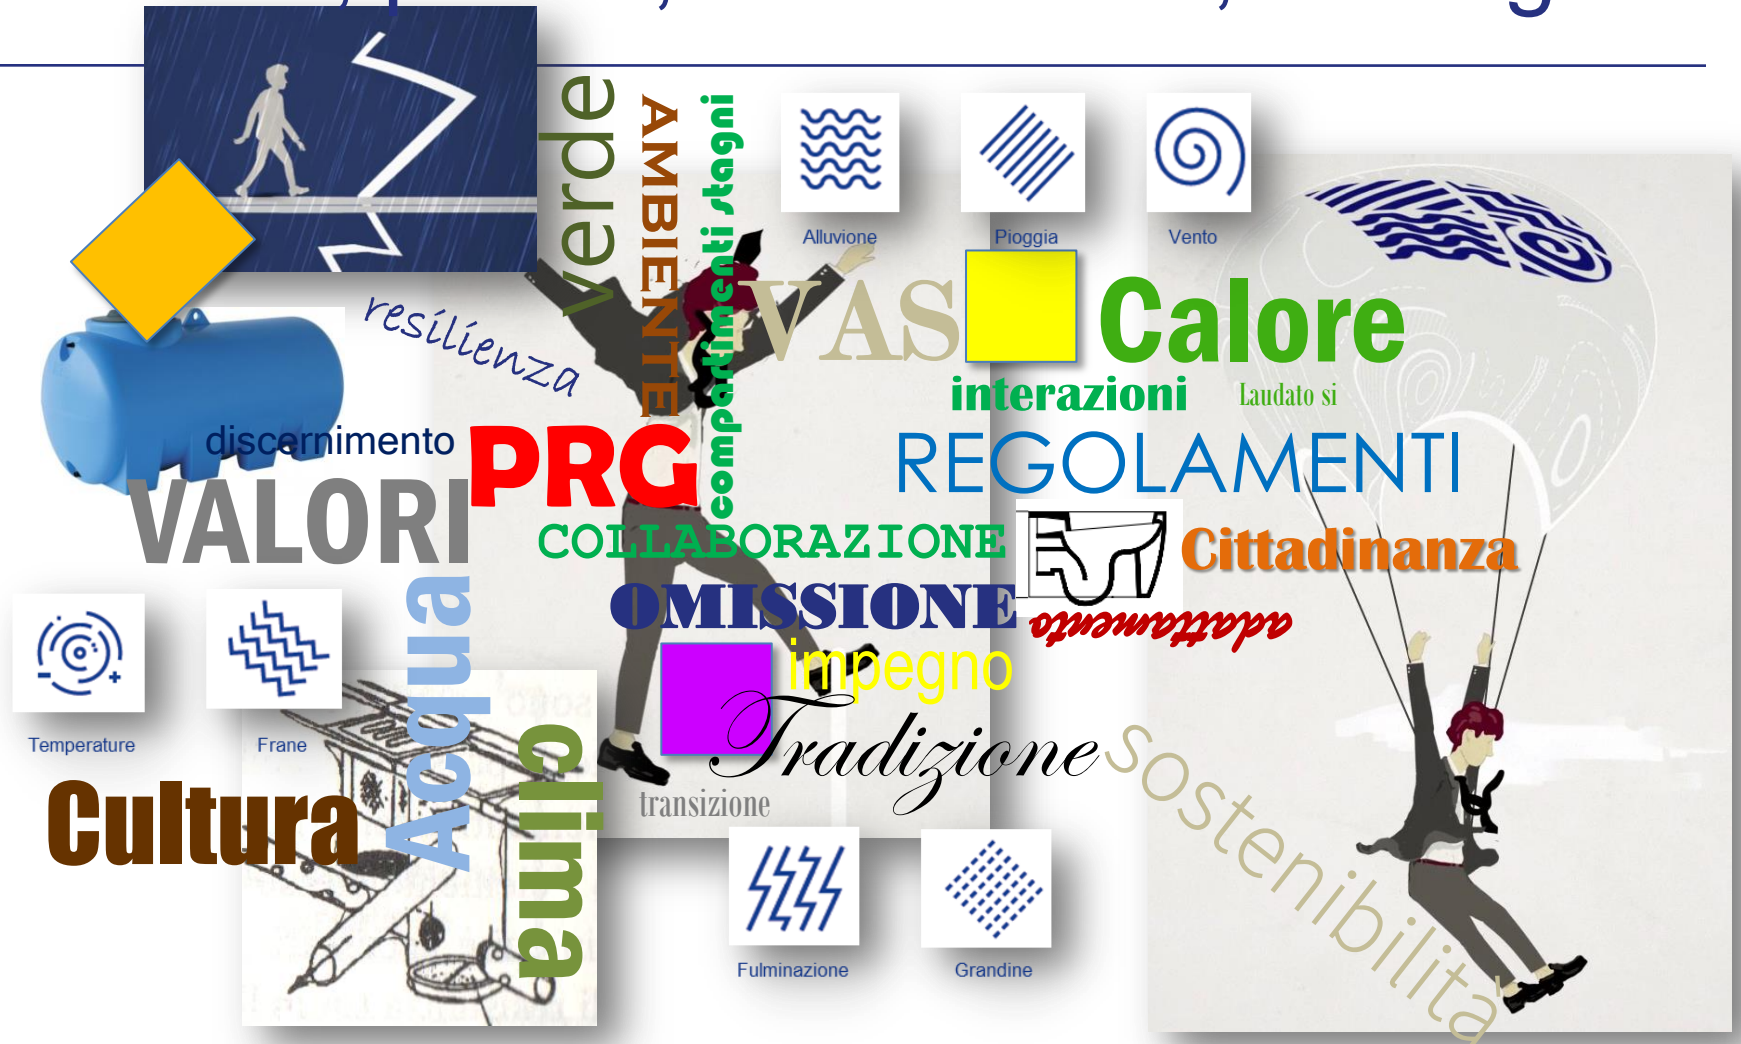 verde
AMBIENTE
compartimenti stagni
Alluvione
Pioggia
Vento
resilienza
VAS
Calore
interazioni
Laudato si
discernimento
PRG
REGOLAMENTI
VALORI
COLLABORAZIONE
Cittadinanza
OMISSIONE
adattamento
impegno
Acqua
Temperature
Frane
Tradizione
sostenibilità
clima
transizione
Cultura
Fulminazione
Grandine